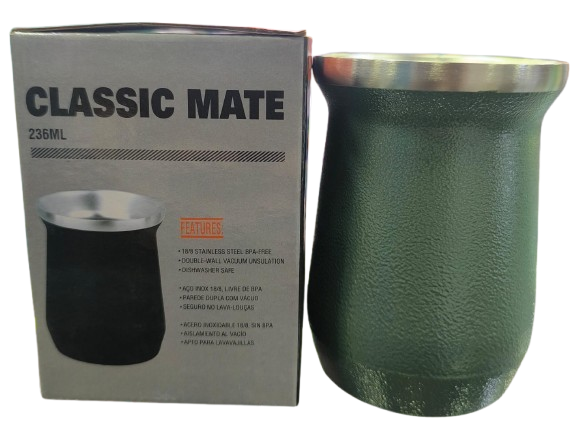 CLASSIC MATE
236ML
FEATURES:
•18/8 STAINLESS STEEL BPA-FREE
•DOUBLE-WALL VACUUM UNSULATION
•DISHWASHER SAFE
•AÇO INOX 18/8, LIVRE DE BPA
•PAREDE DUPLA COM VÁCUO
•SEGURO NO LAVA-LOUÇAS
•ACERO INOXIDABLE 18/8, SIN BPA
•AISLAMIENTO AL VACÍO
•APTO PARA LAVAVAJILLAS